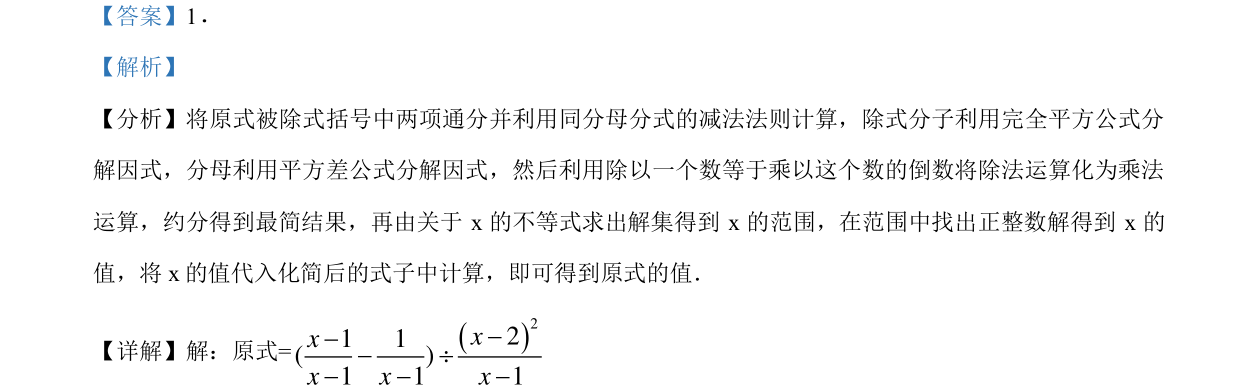 【答案】1．
【解析】
【分析】将原式被除式括号中两项通分并利用同分母分式的减法法则计算，除式分子利用完全平方公式分
解因式，分母利用平方差公式分解因式，然后利用除以一个数等于乘以这个数的倒数将除法运算化为乘法
运算，约分得到最简结果，再由关于 x 的不等式求出解集得到 x 的范围，在范围中找出正整数解得到 x 的
值，将 x 的值代入化简后的式子中计算，即可得到原式的值．
【详解】解：原式=(\frac{x-1}{x-1}-\frac{1}{x-1})÷\frac{(x-2)^2}{x-1}